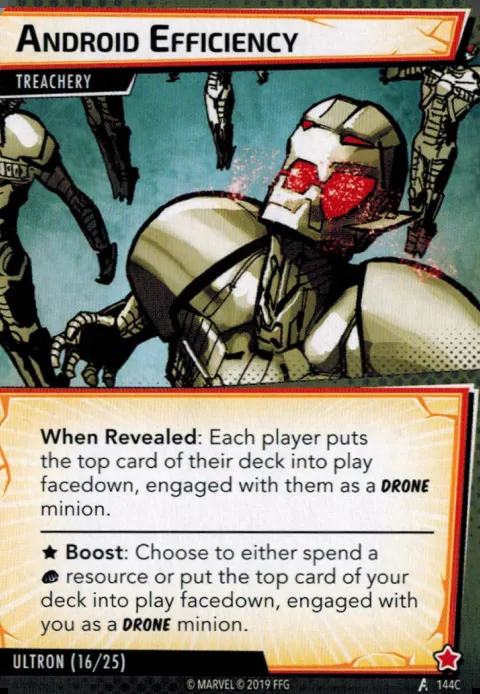 ANDROID EFFICIENCY
TREACHERY
When Revealed: Each player puts
the top card of their deck into play
facedown, engaged with them as a DRONE
minion.
★ Boost: Choose to either spend a
resource or put the top card of your
deck into play facedown, engaged with
you as a DRONE minion.
ULTRON (16/25)
© MARVEL © 2019 FFG
144C